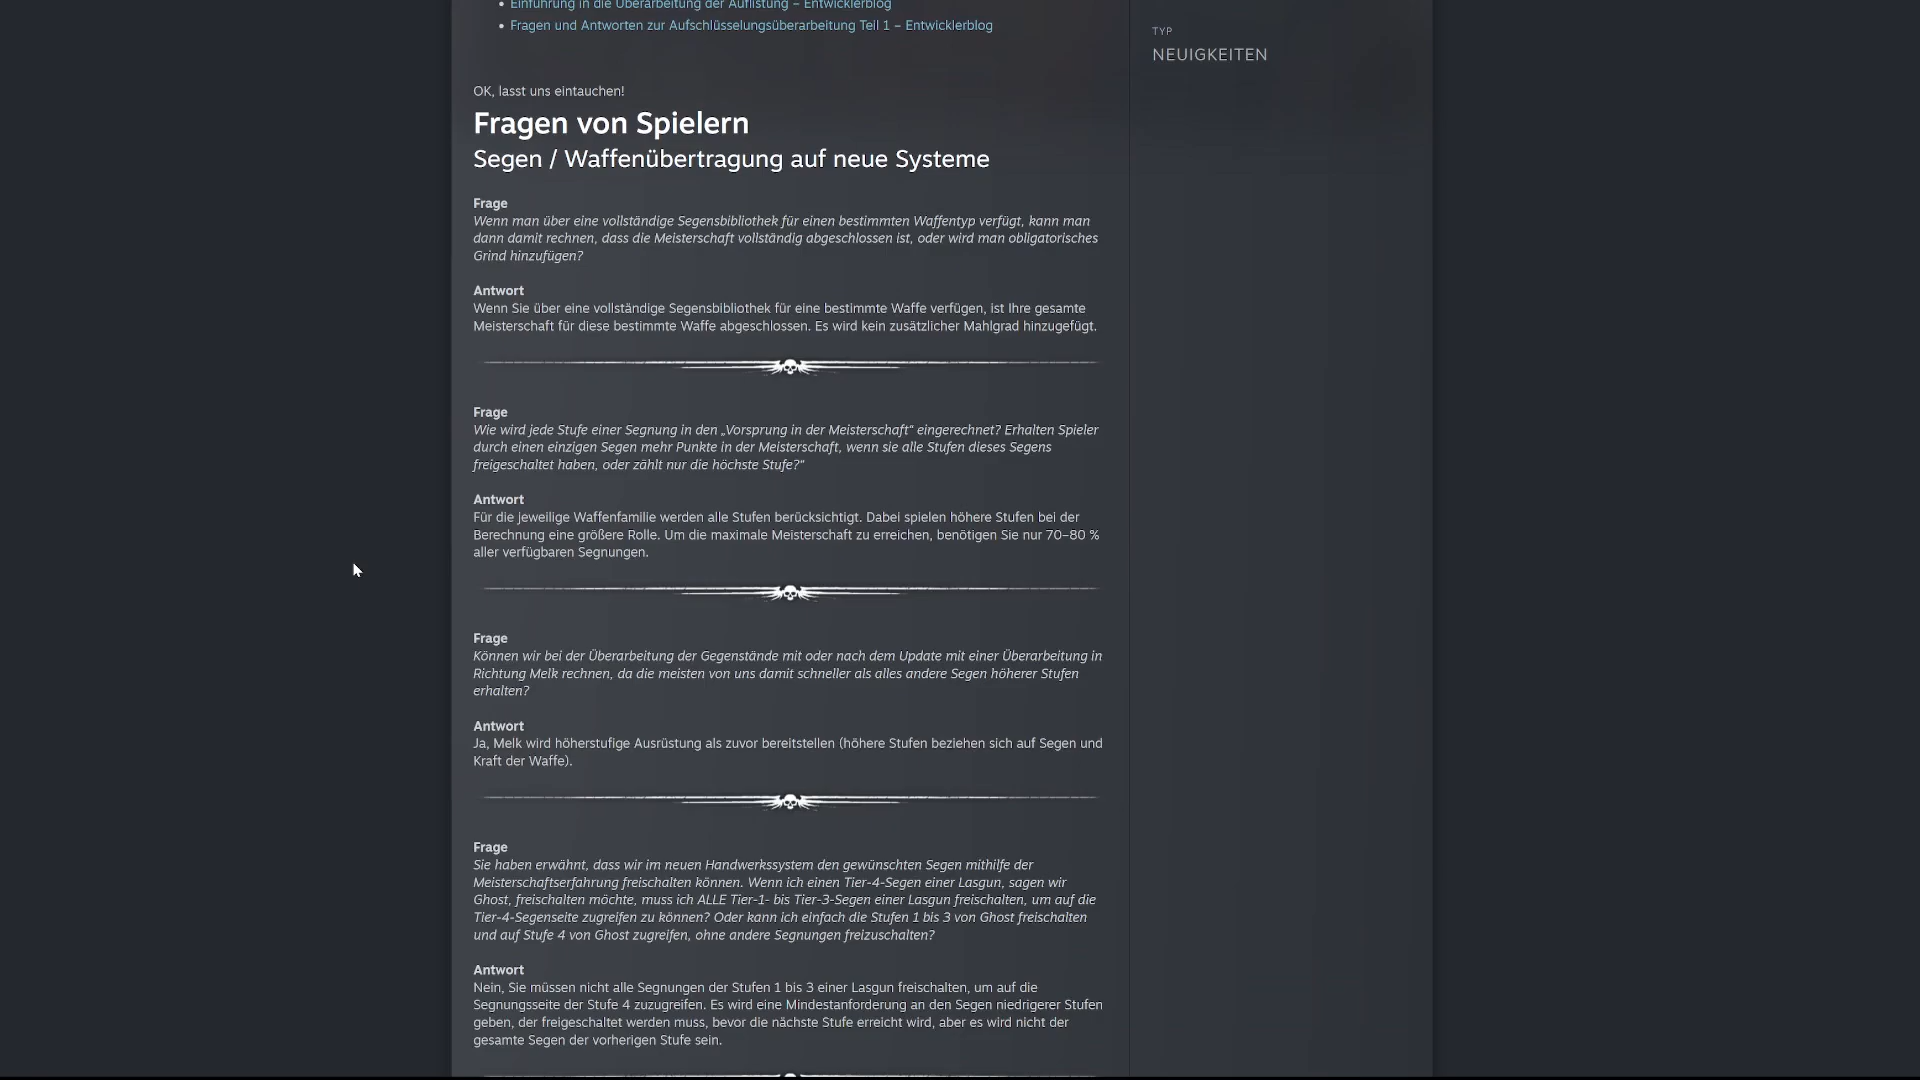 Einführung in die Überarbeitung der Auflistung – Entwicklerblog
Fragen und Antworten zur Aufschlüsselungsüberarbeitung Teil 1 – Entwicklerblog
TYP
NEUIGKEITEN
OK, lasst uns eintauchen!
Fragen von Spielern
Segen / Waffenübertragung auf neue Systeme
Frage
Wenn man über eine vollständige Segensbibliothek für einen bestimmten Waffentyp verfügt, kann man
dann damit rechnen, dass die Meisterschaft vollständig abgeschlossen ist, oder wird man obligatorisches
Grind hinzufügen?
Antwort
Wenn Sie über eine vollständige Segensbibliothek für eine bestimmte Waffe verfügen, ist Ihre gesamte
Meisterschaft für diese bestimmte Waffe abgeschlossen. Es wird kein zusätzlicher Mahlgrad hinzugefügt.
Frage
Wie wird jede Stufe einer Segnung in den „Vorsprung in der Meisterschaft“ eingerechnet? Erhalten Spieler
durch einen einzigen Segen mehr Punkte in der Meisterschaft, wenn sie alle Stufen dieses Segens
freigeschaltet haben, oder zählt nur die höchste Stufe?“
Antwort
Für die jeweilige Waffenfamilie werden alle Stufen berücksichtigt. Dabei spielen höhere Stufen bei der
Berechnung eine größere Rolle. Um die maximale Meisterschaft zu erreichen, benötigen Sie nur 70–80 %
aller verfügbaren Segnungen.
Frage
Können wir bei der Überarbeitung der Gegenstände mit oder nach dem Update mit einer Überarbeitung in
Richtung Melk rechnen, da die meisten von uns damit schneller als alles andere Segen höherer Stufen
erhalten?
Antwort
Ja, Melk wird höherstufige Ausrüstung als zuvor bereitstellen (höhere Stufen beziehen sich auf Segen und
Kraft der Waffe).
Frage
Sie haben erwähnt, dass wir im neuen Handwerkssystem den gewünschten Segen mithilfe der
Meisterschaftserfahrung freischalten können. Wenn ich einen Tier-4-Segen einer Lasgun, sagen wir
Ghost, freischalten möchte, muss ich ALLE Tier-1- bis Tier-3-Segen einer Lasgun freischalten, um auf die
Tier-4-Segenseite zugreifen zu können? Oder kann ich einfach die Stufen 1 bis 3 von Ghost freischalten
und auf Stufe 4 von Ghost zugreifen, ohne andere Segnungen freizuschalten?
Antwort
Nein, Sie müssen nicht alle Segnungen der Stufen 1 bis 3 einer Lasgun freischalten, um auf die
Segnungsseite der Stufe 4 zuzugreifen. Es wird eine Mindestanforderung an den Segen niedrigerer Stufen
geben, der freigeschaltet werden muss, bevor die nächste Stufe erreicht wird, aber es wird nicht der
gesamte Segen der vorherigen Stufe sein.